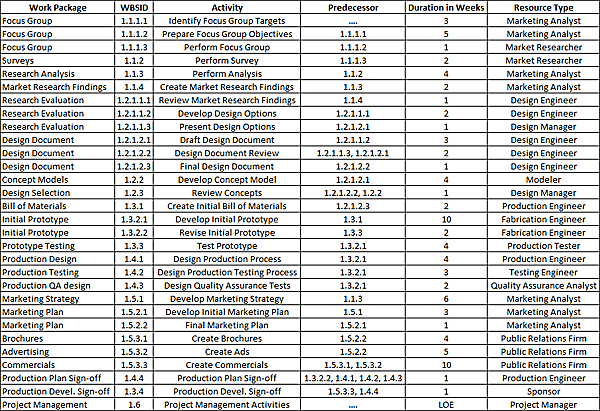 Work Package WBSID Activity Predecessor Duration in Weeks Resource Type
Focus Group 1.1.1.1 Identify Focus Group Targets .... 3 Marketing Analyst
Focus Group 1.1.1.2 Prepare Focus Group Objectives 1.1.1.1 5 Marketing Analyst
Focus Group 1.1.1.3 Perform Focus Group 1.1.1.2 1 Market Researcher
Surveys 1.1.2 Perform Survey 1.1.1.3 2 Market Researcher
Research Analysis 1.1.3 Perform Analysis 1.1.2 4 Marketing Analyst
Market Research Findings 1.1.4 Create Market Research Findings 1.1.3 2 Marketing Analyst
Research Evaluation 1.2.1.1.1 Review Market Research Findings 1.1.4 1 Design Engineer
Research Evaluation 1.2.1.1.2 Develop Design Options 1.2.1.1.1 2 Design Engineer
Research Evaluation 1.2.1.1.3 Present Design Options 1.2.1.2.1 1 Design Manager
Design Document 1.2.1.2.1 Draft Design Document 1.2.1.1.2 3 Design Engineer
Design Document 1.2.1.2.2 Design Document Review 1.2.1.1.3, 1.2.1.2.1 2 Design Engineer
Design Document 1.2.1.2.3 Final Design Document 1.2.1.2.2 1 Design Engineer
Concept Models 1.2.2 Develop Concept Model 1.2.1.2.1 4 Modeler
Design Selection 1.2.3 Review Concepts 1.2.1.2.2, 1.2.2 1 Design Manager
Bill of Materials 1.3.1 Create Initial Bill of Materials 1.2.1.2.3 2 Production Engineer
Initial Prototype 1.3.2.1 Develop Initial Prototype 1.3.1 10 Fabrication Engineer
Initial Prototype 1.3.2.2 Revise Initial Prototype 1.3.3 2 Fabrication Engineer
Prototype Testing 1.3.3 Test Prototype 1.3.2.1 4 Production Tester
Production Design 1.4.1 Design Production Process 1.3.2.1 4 Production Engineer
Production Testing 1.4.2 Design Production Testing Process 1.3.2.1 3 Testing Engineer
Production QA design 1.4.3 Design Quality Assurance Tests 1.3.2.1 2 Quality Assurance Analyst
Marketing Strategy 1.5.1 Develop Marketing Strategy 1.1.3 6 Marketing Analyst
Marketing Plan 1.5.2.1 Develop Initial Marketing Plan 1.5.1 3 Marketing Analyst
Marketing Plan 1.5.2.2 Final Marketing Plan 1.5.2.1 1 Marketing Analyst
Brochures 1.5.3.1 Create Brochures 1.5.2.2 4 Public Relations Firm
Advertising 1.5.3.2 Create Ads 1.5.2.2 5 Public Relations Firm
Commercials 1.5.3.3 Create Commercials 1.5.3.1, 1.5.3.2 10 Public Relations Firm
Production Plan Sign-off 1.4.4 Production Plan Sign-off 1.3.2.2, 1.4.1, 1.4.2, 1.4.3 1 Production Engineer
Production Devel. Sign-off 1.3.4 Production Devel. Sign-off 1.5.3.3, 1.4.4 1 Sponsor
Project Management 1.6 Project Management Activities .... LOE Project Manager